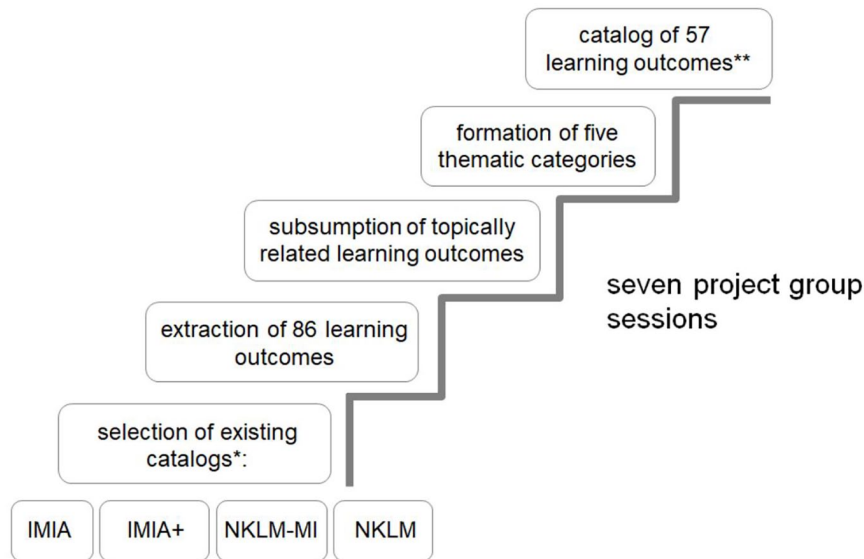 catalog of 57
learning outcomes**
formation of five
thematic categories
subsumption of topically
related learning outcomes
seven project group
sessions
extraction of 86 learning
outcomes
selection of existing
catalogs*:
IMIA
IMIA+
NKLM-MI
NKLM